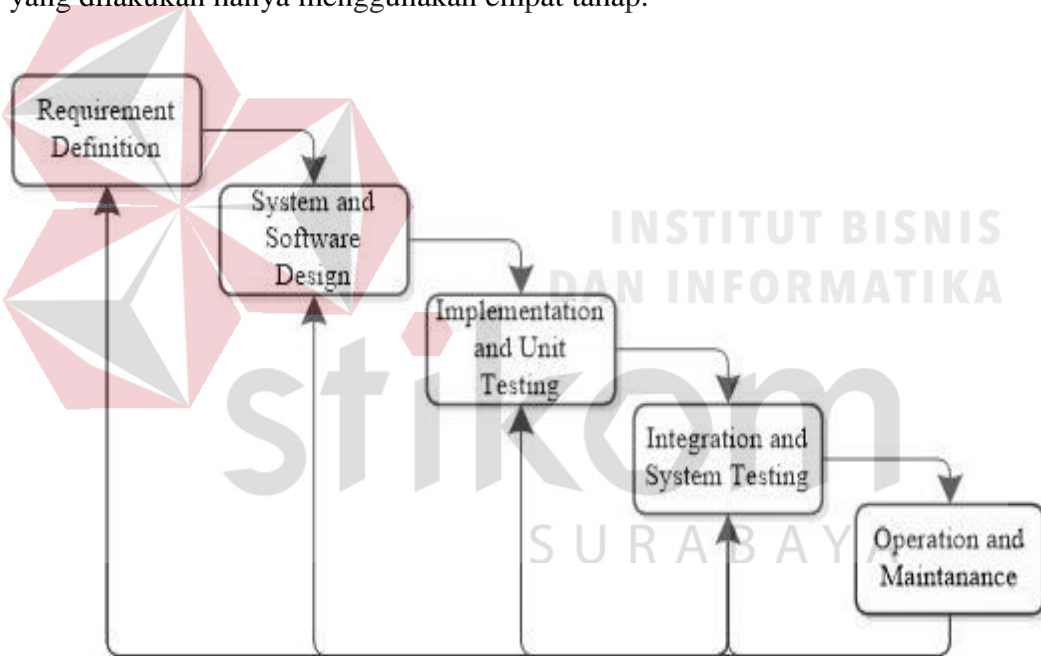 yang dilakukan hanya menggunakan empat tahap.
Requirement
Definition
System and
Software
Design
Implementation
and Unit
Testing
Integration and
System Testing
Operation and
Maintanance
INSTITUT BISNIS
DAN INFORMATIKA
stikom
SURABAYA